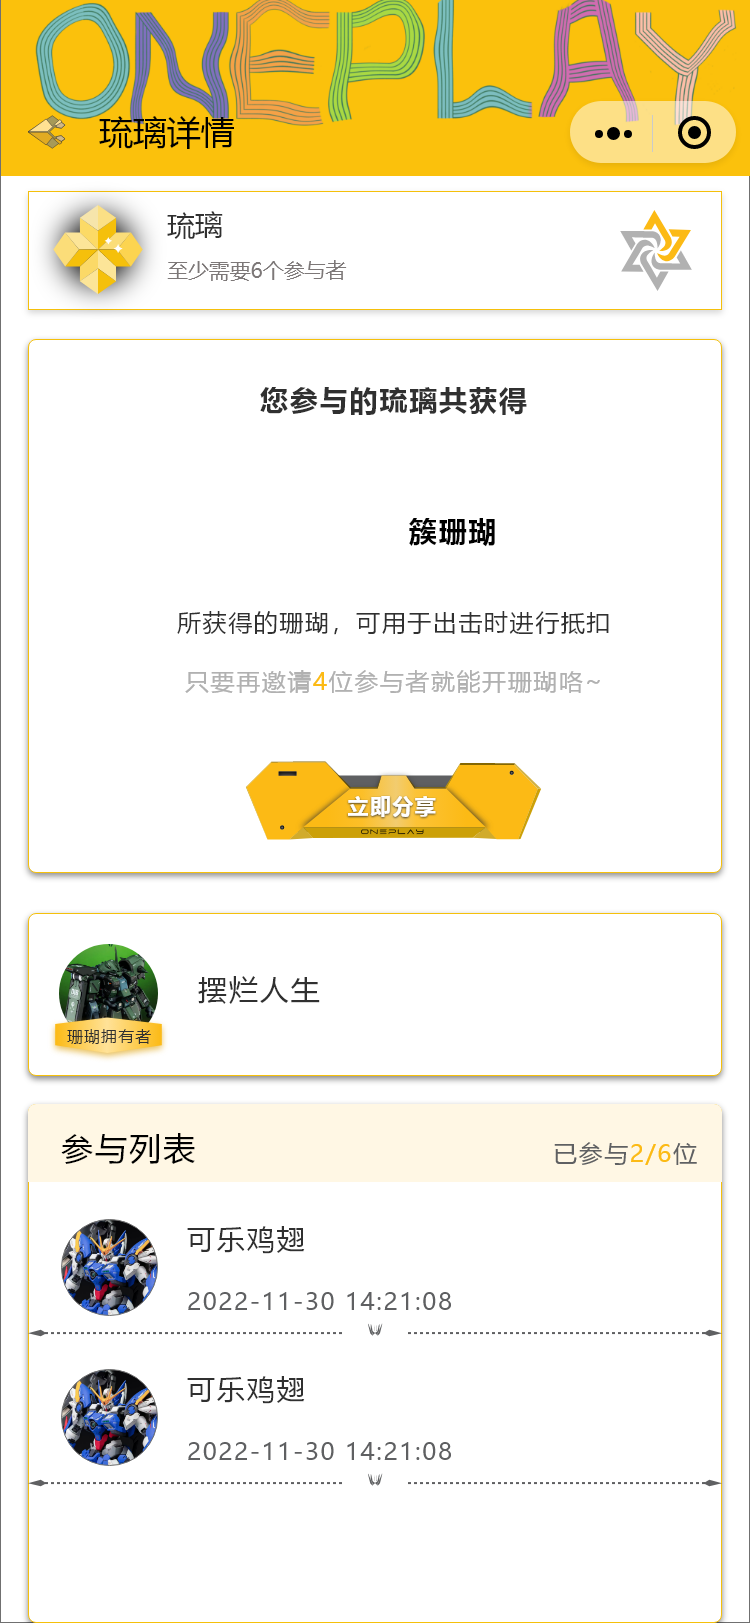 ONEPLAY
琉璃详情
琉璃
至少需要6个参与者
您参与的琉璃共获得
簇珊瑚
所获得的珊瑚，可用于出击时进行抵扣
只要再邀请4位参与者就能开珊瑚咯~
立即分享
ONEPLAY
摆烂人生
珊瑚拥有者
参与列表
已参与2/6位
可乐鸡翅
2022-11-30 14:21:08
可乐鸡翅
2022-11-30 14:21:08